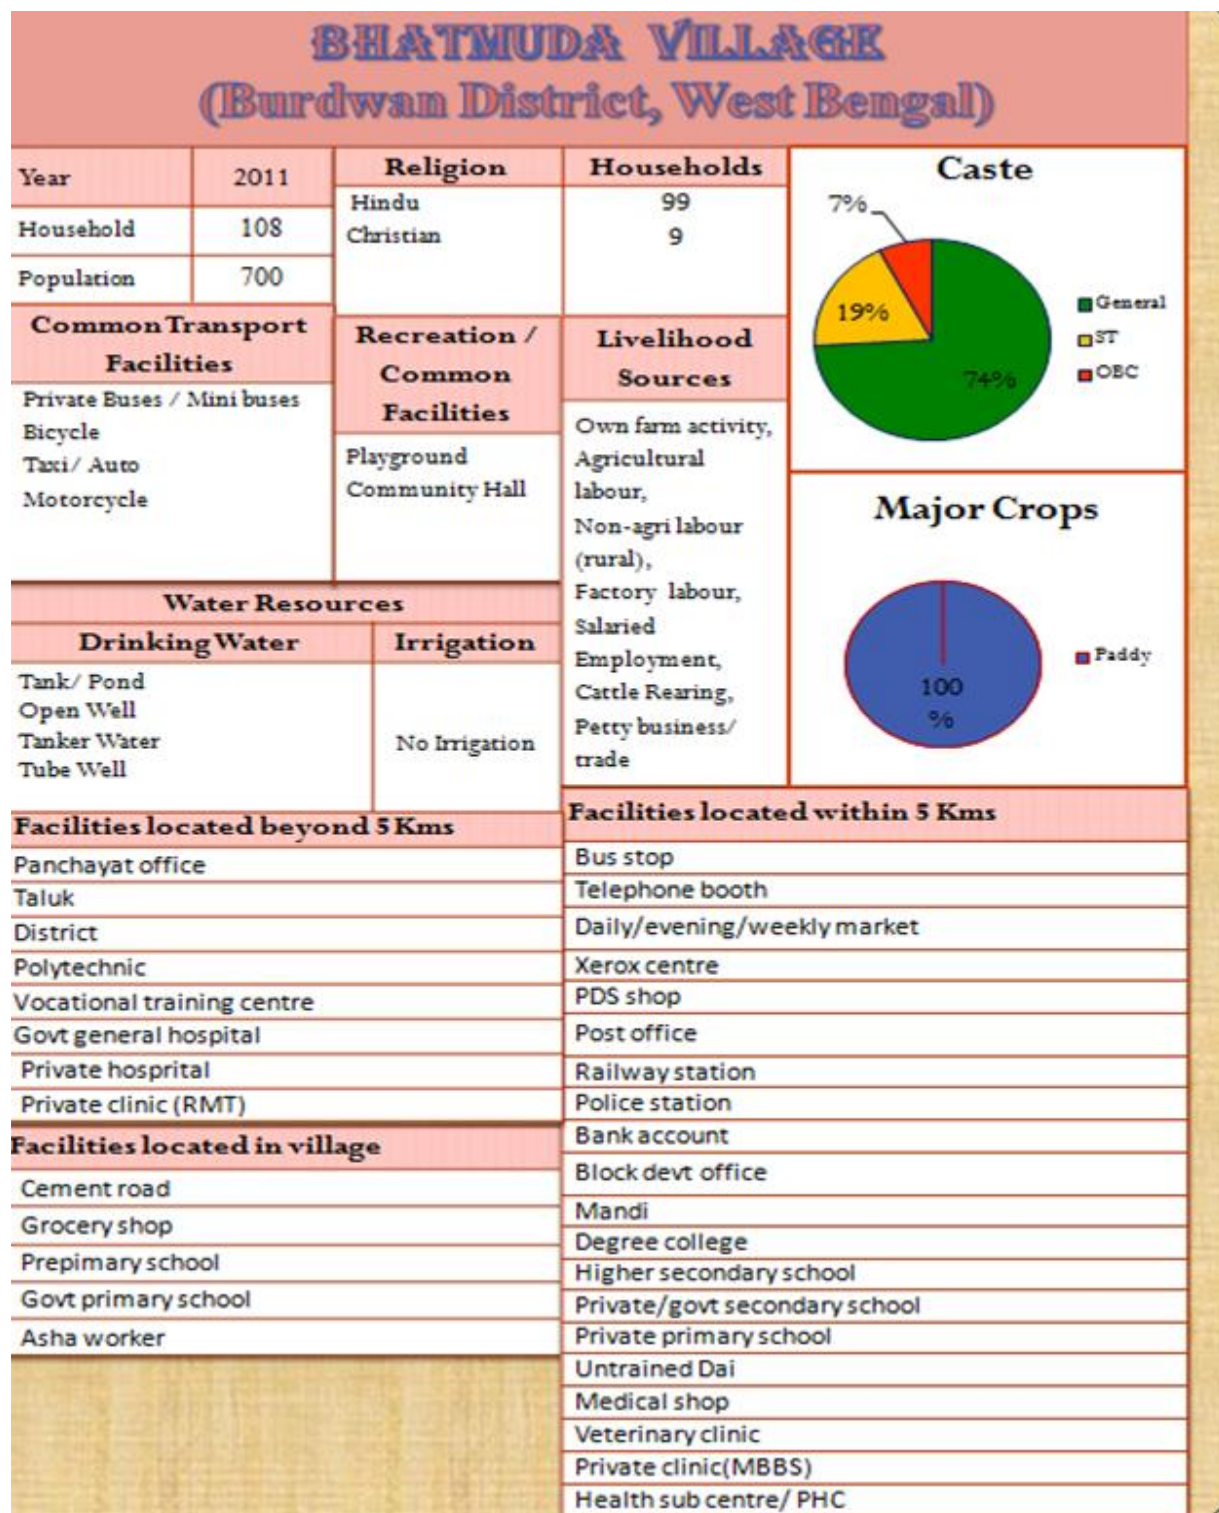 BHATMUDA VILLAGE
(Burdwan District, West Bengal)
Year 2011
Household 108
Population 700
Religion Households
Hindu 99
Christian 9
Caste
7%
19%
74%
General
ST
OBC
Common Transport
Facilities
Private Buses / Mini buses
Bicycle
Taxi/ Auto
Motorcycle
Recreation /
Common
Facilities
Playground
Community Hall
Livelihood
Sources
Own farm activity,
Agricultural
labour,
Non-agri labour
(rural),
Factory labour,
Salaried
Employment,
Cattle Rearing,
Petty business/
trade
Major Crops
100
%
Paddy
Water Resources
Drinking Water Irrigation
Tank/ Pond
Open Well
Tanker Water
Tube Well
No Irrigation
Facilities located beyond 5 Kms
Panchayat office
Taluk
District
Polytechnic
Vocational training centre
Govt general hospital
Private hosprital
Private clinic (RMT)
Facilities located in village
Cement road
Grocery shop
Prepimary school
Govt primary school
Asha worker
Facilities located within 5 Kms
Bus stop
Telephone booth
Daily/evening/weekly market
Xerox centre
PDS shop
Post office
Railway station
Police station
Bank account
Block devt office
Mandi
Degree college
Higher secondary school
Private/govt secondary school
Private primary school
Untrained Dai
Medical shop
Veterinary clinic
Private clinic(MBBS)
Health sub centre/ PHC